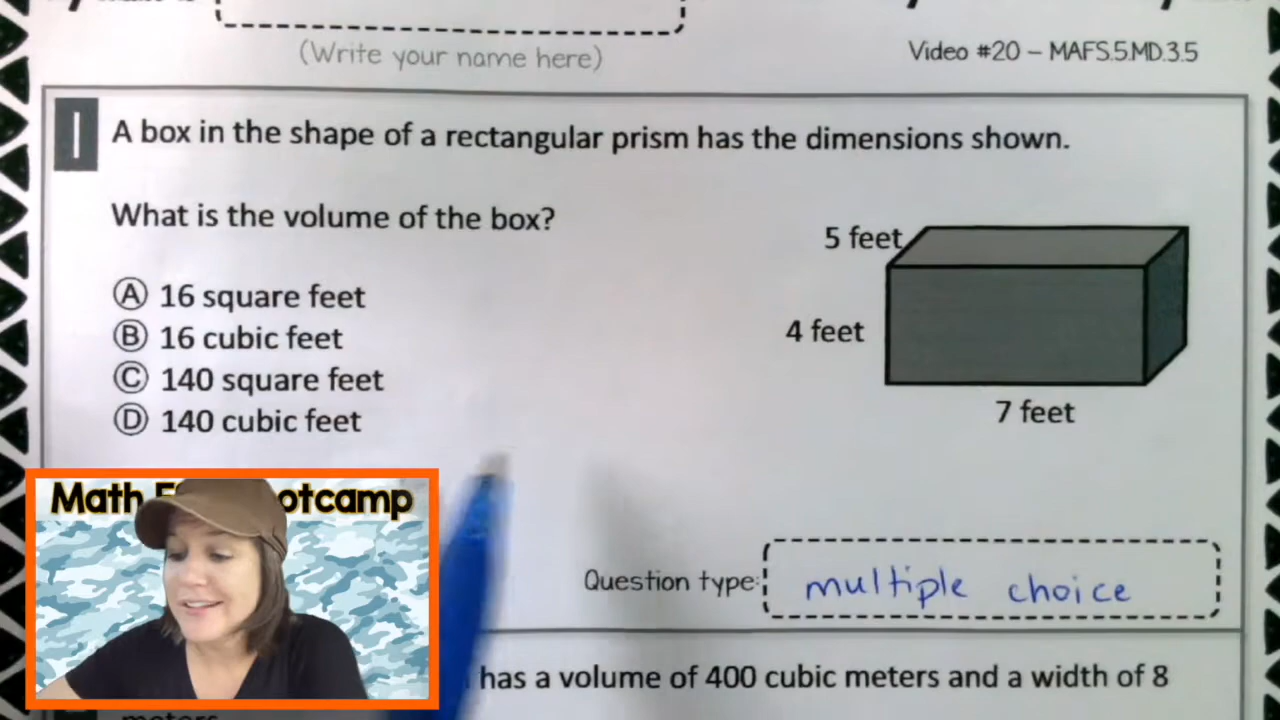 (Write your name here)
Video #20 – MAFS.5.MD.3.5
1 A box in the shape of a rectangular prism has the dimensions shown.
What is the volume of the box?
5 feet
Ⓐ 16 square feet
Ⓑ 16 cubic feet
4 feet
Ⓒ 140 square feet
7 feet
Ⓓ 140 cubic feet
Math
otcamp
Question type: multiple choice
has a volume of 400 cubic meters and a width of 8
meters